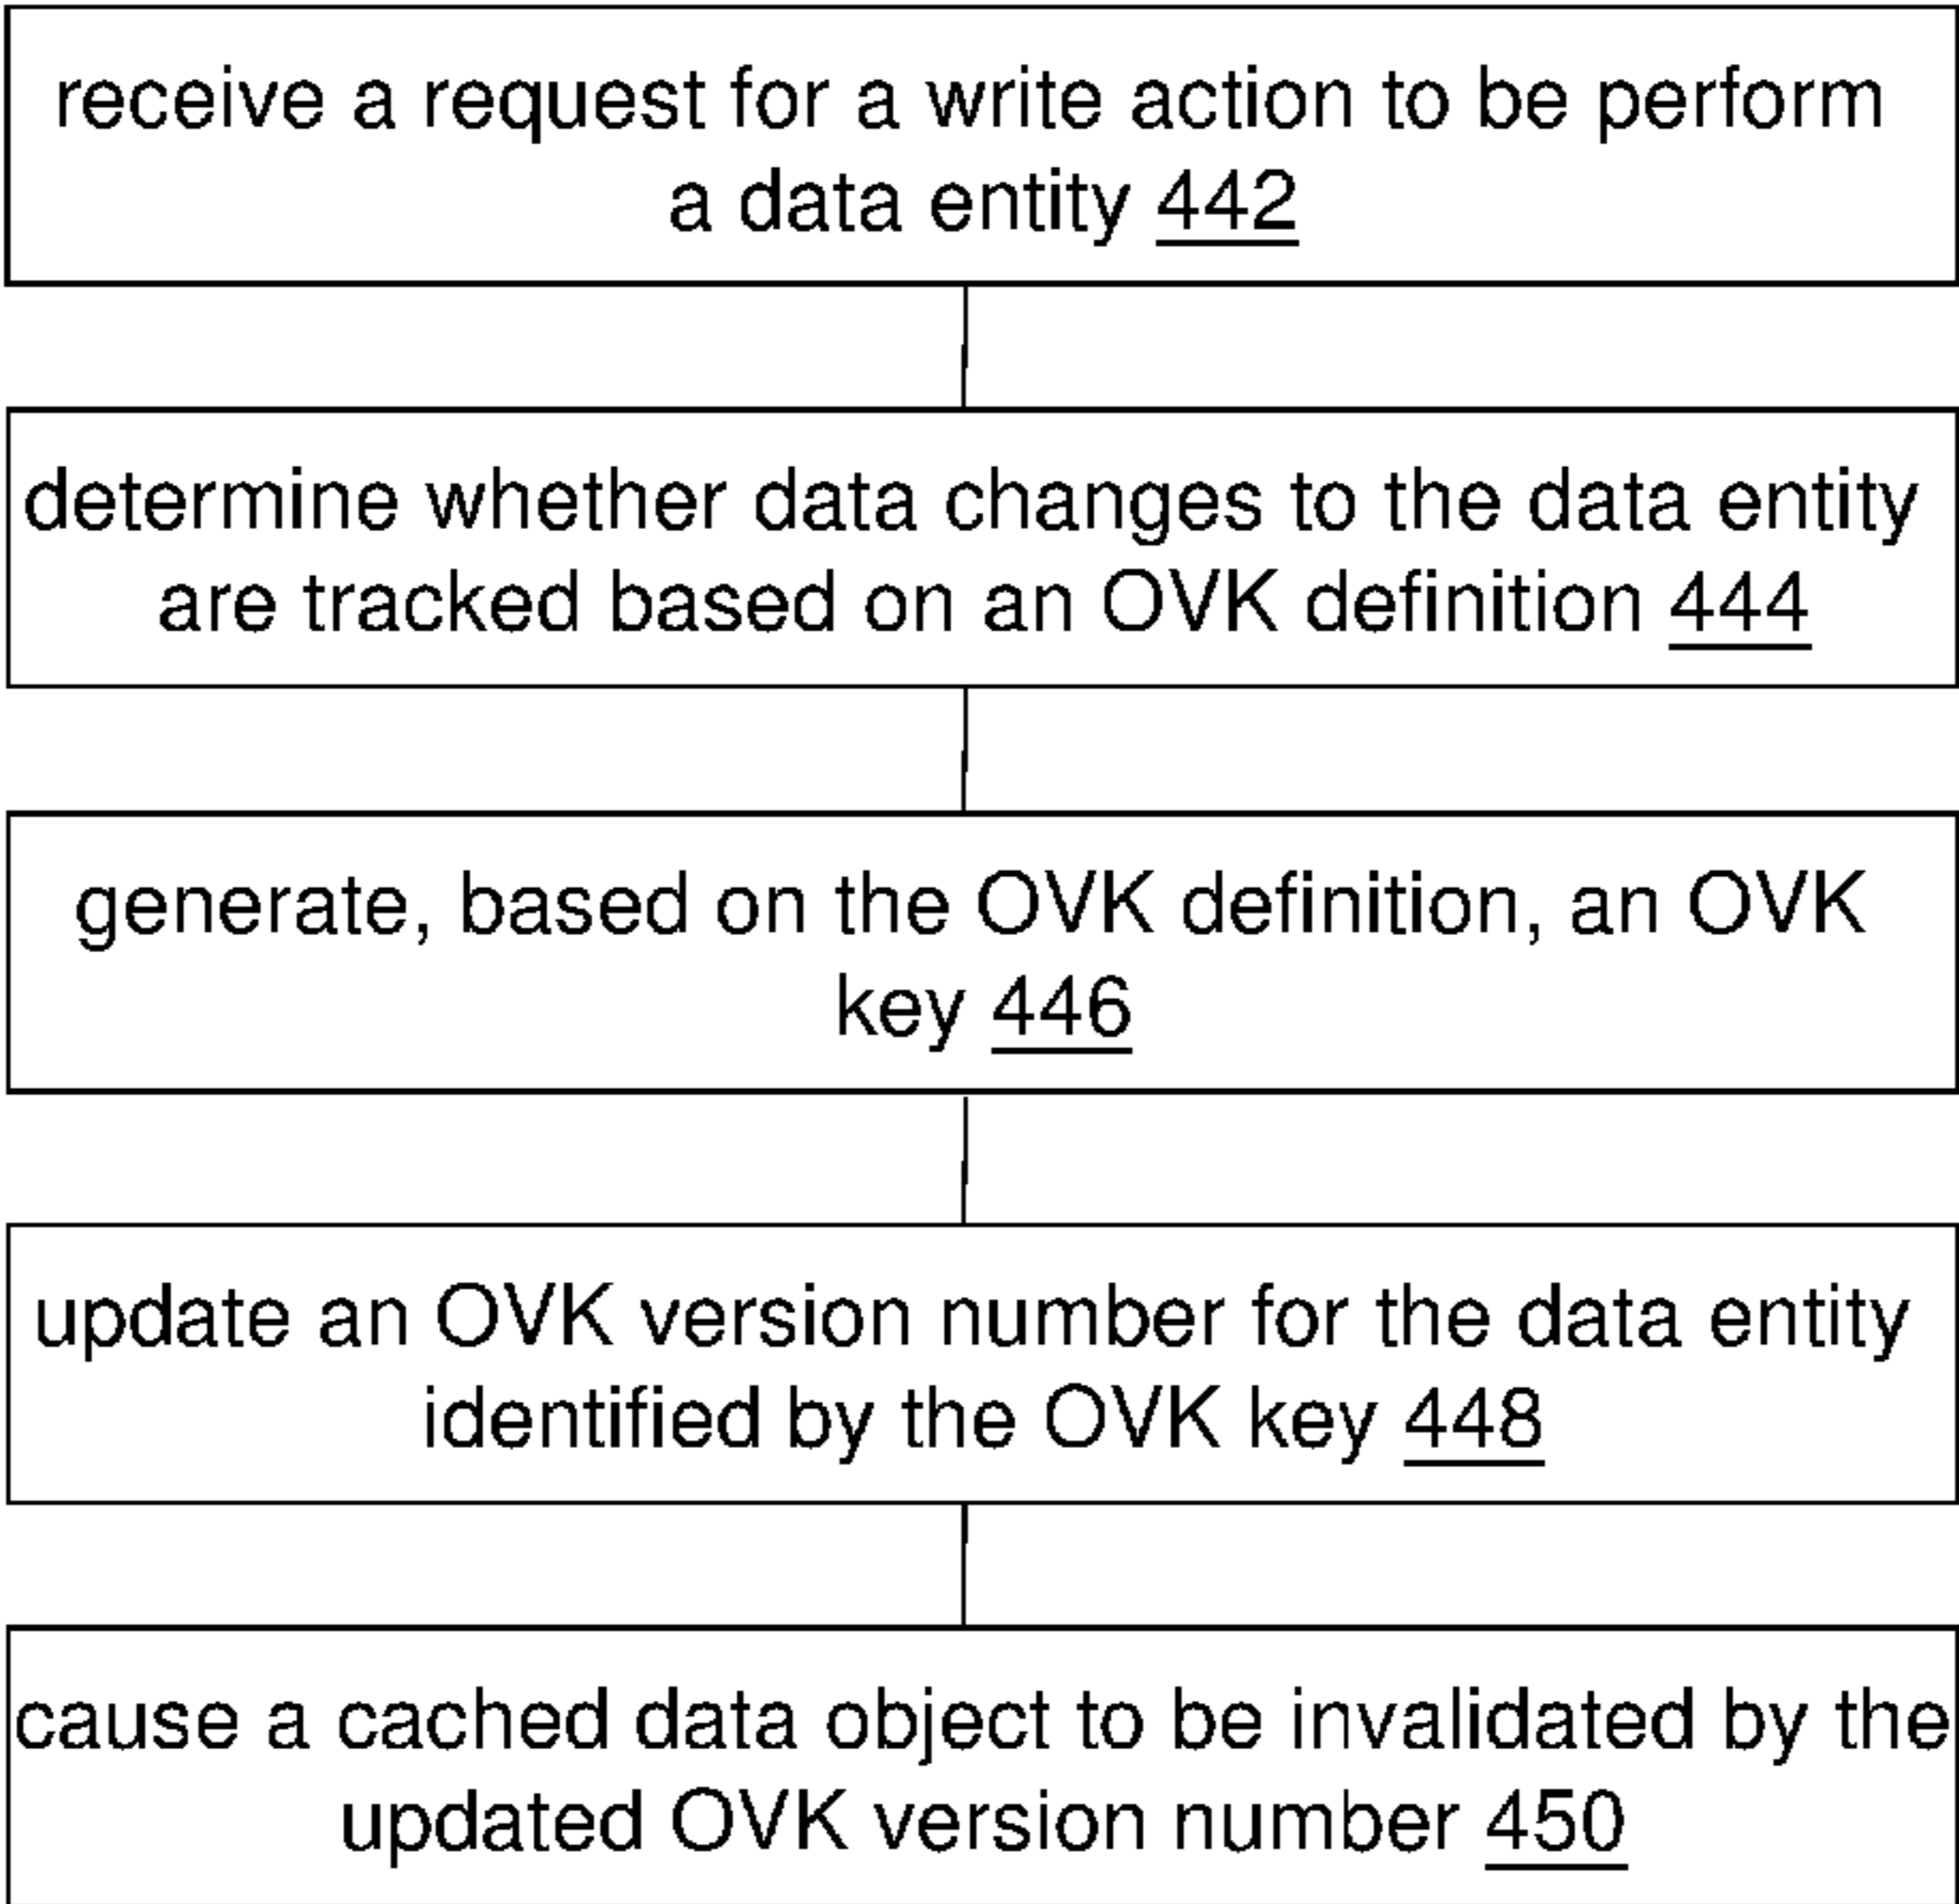 receive a request for a write action to be perform
a data entity 442
determine whether data changes to the data entity
are tracked based on an OVK definition 444
generate, based on the OVK definition, an OVK
key 446
update an OVK version number for the data entity
identified by the OVK key 448
cause a cached data object to be invalidated by the
updated OVK version number 450